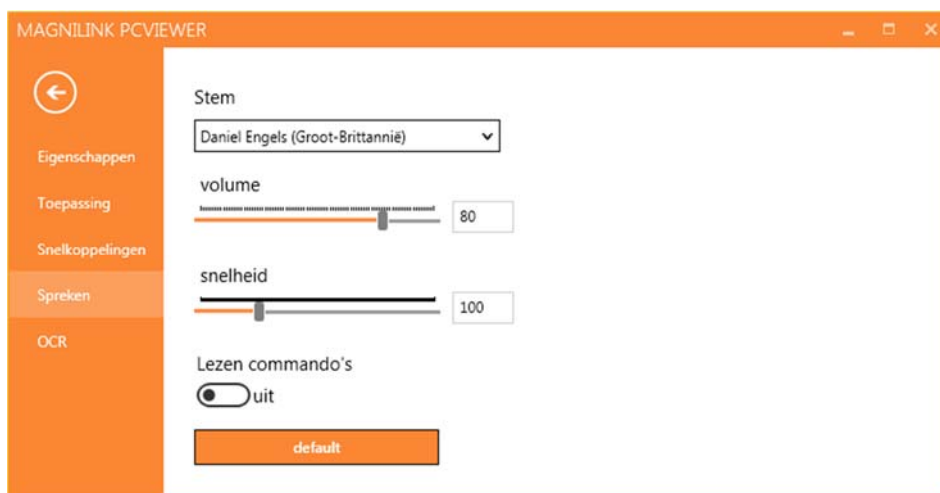 MAGNILINK PCVIEWER
Eigenschappen
Toepassing
Snelkoppelingen
Spreken
OCR
Stem
Daniel Engels (Groot-Brittannië)
volume
80
snelheid
100
Lezen commando's
uit
default